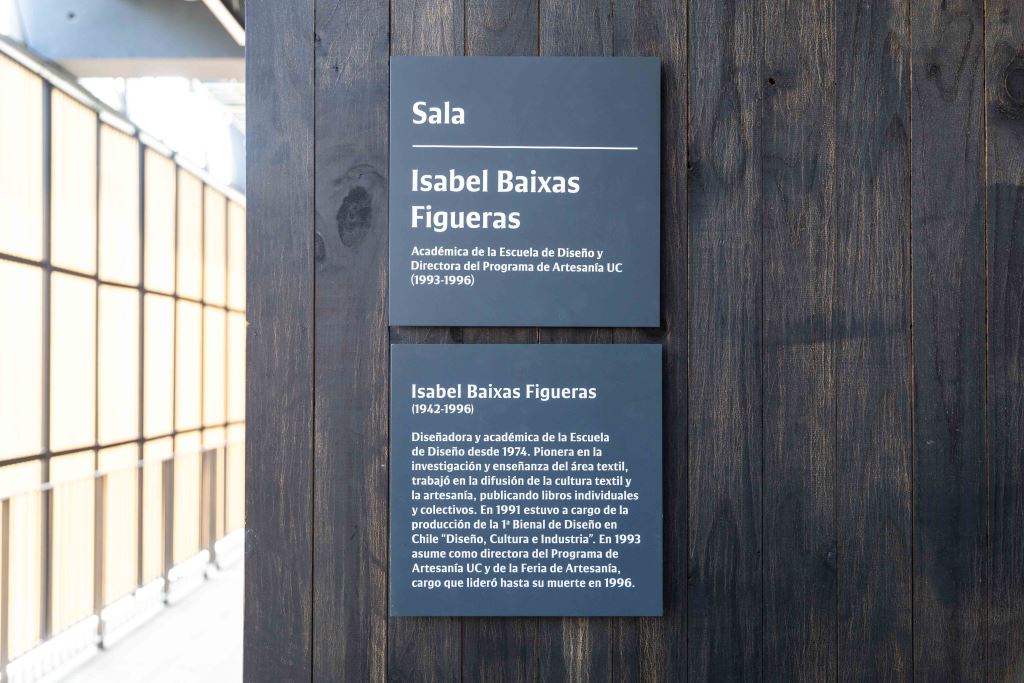 Sala
Isabel Baixas
Figueras
Académica de la Escuela de Diseño y
Directora del Programa de Artesanía UC
(1993-1996)
Isabel Baixas Figueras
(1942-1996)
Diseñadora y académica de la Escuela
de Diseño desde 1974. Pionera en la
investigación y enseñanza del área textil,
trabajó en la difusión de la cultura textil y
la artesanía, publicando libros individuales
y colectivos. En 1991 estuvo a cargo de la
producción de la 1ª Bienal de Diseño en
Chile “Diseño, Cultura e Industria”. En 1993
asume como directora del Programa de
Artesanía UC y de la Feria de Artesanía,
cargo que lideró hasta su muerte en 1996.